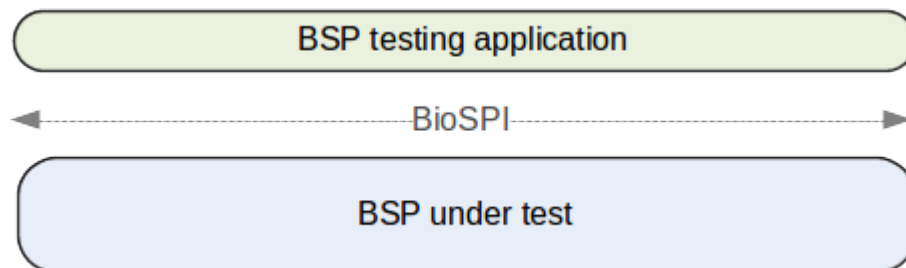 BSP testing application
BioSPI
BSP under test